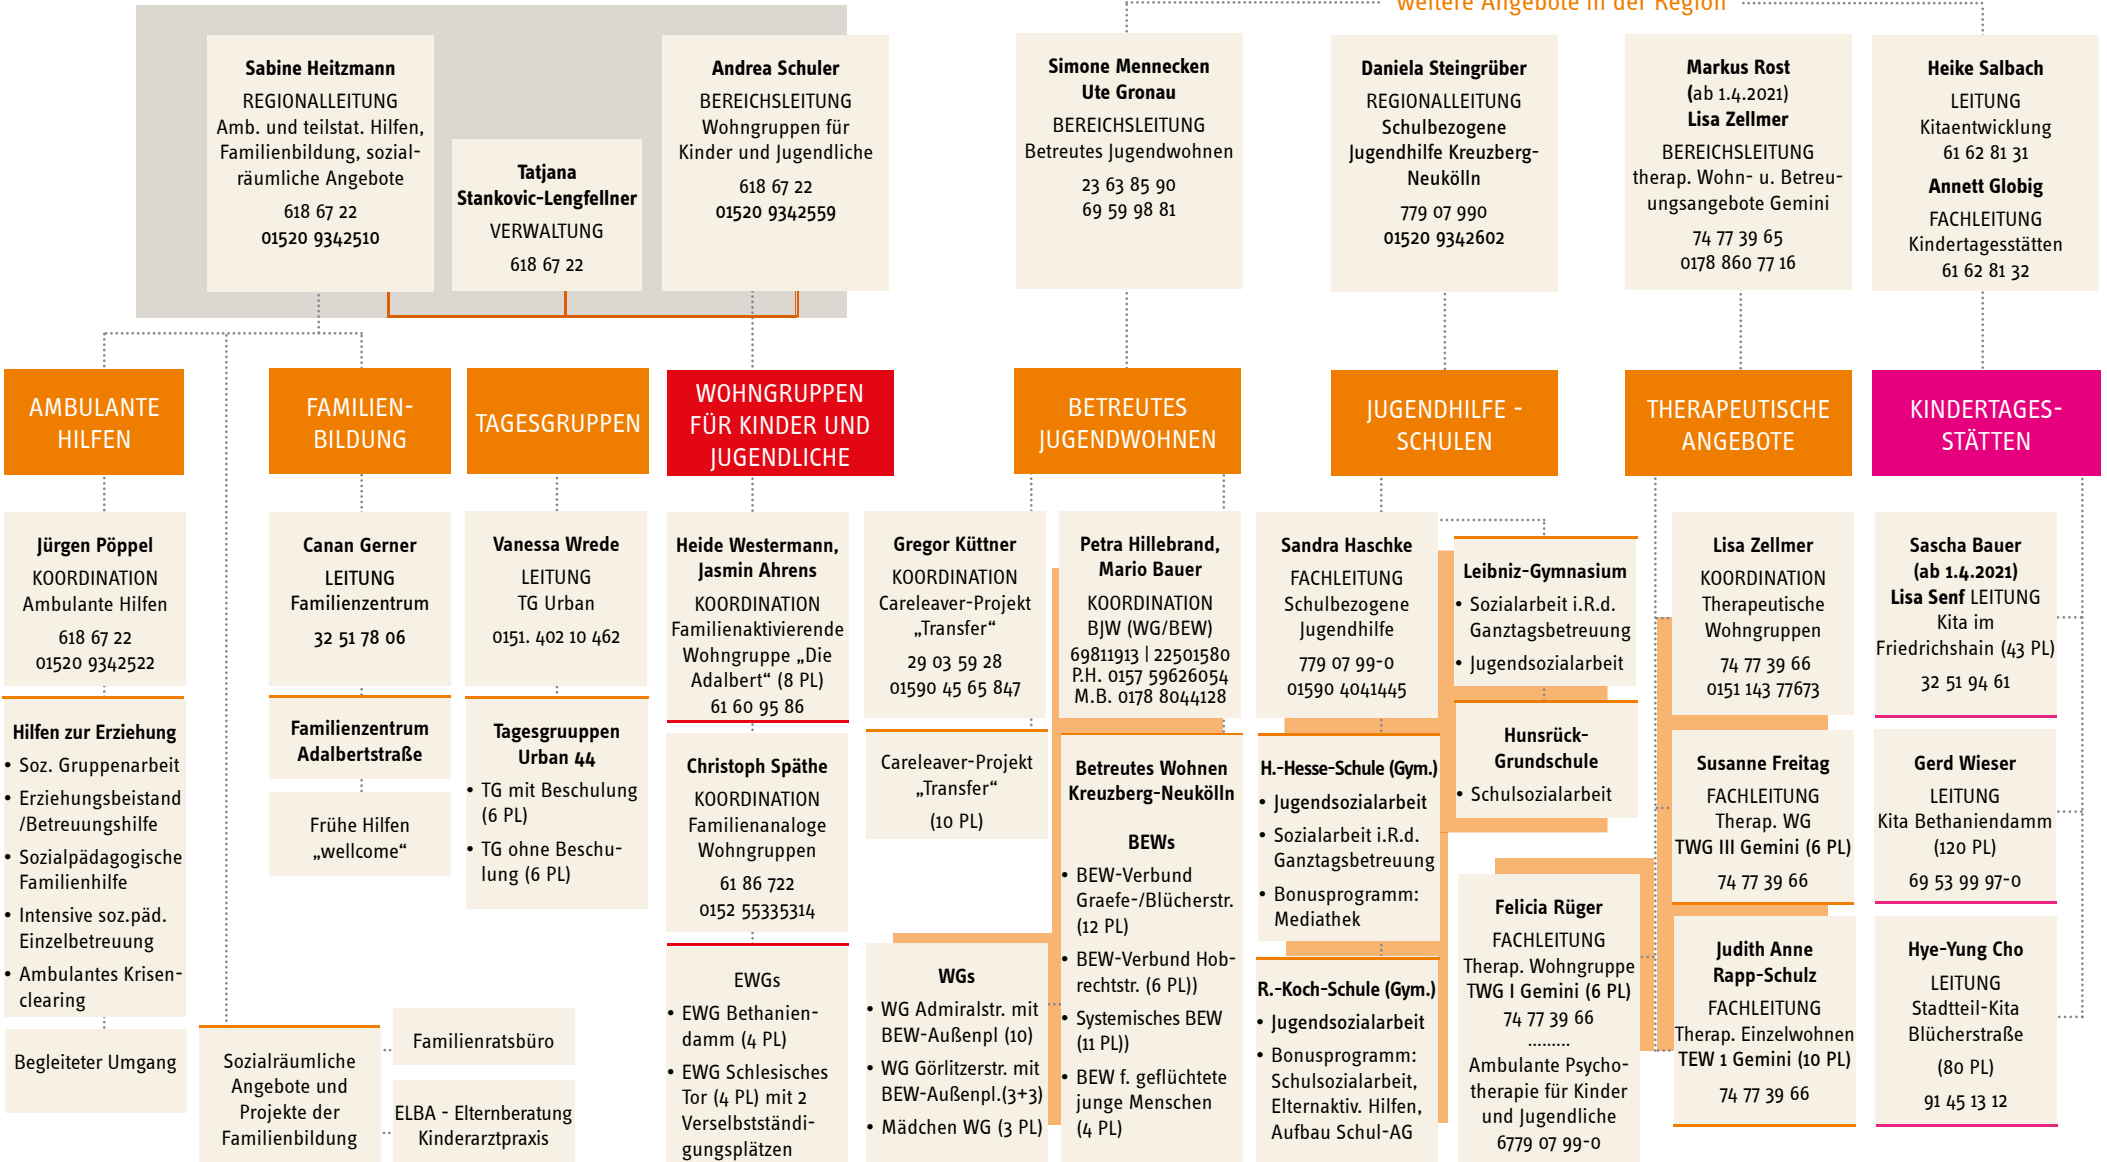 weitere Angebote in der Region
Sabine Heitzmann
REGIONALLEITUNG
Amb. und teilstat. Hilfen,
Familienbildung, sozial-
räumliche Angebote
618 67 22
01520 9342510
Tatjana
Stankovic-Lengfellner
VERWALTUNG
618 67 22
Andrea Schuler
BEREICHSLEITUNG
Wohngruppen für
Kinder und Jugendliche
618 67 22
01520 9342559
Simone Mennecken
Ute Gronau
BEREICHSLEITUNG
Betreutes Jugendwohnen
23 63 85 90
69 59 98 81
Daniela Steingrüber
REGIONALLEITUNG
Schulbezogene
Jugendhilfe Kreuzberg-
Neukölln
779 07 990
01520 9342602
Markus Rost
(ab 1.4.2021)
Lisa Zellmer
BEREICHSLEITUNG
therap. Wohn- u. Betreu-
ungsangebote Gemini
74 77 39 65
0178 860 77 16
Heike Salbach
LEITUNG
Kitaentwicklung
61 62 81 31
Annett Globig
FACHLEITUNG
Kindertagesstätten
61 62 81 32
AMBULANTE
HILFEN
FAMILIEN-
BILDUNG
TAGESGRUPPEN
WOHNGRUPPEN
FÜR KINDER UND
JUGENDLICHE
BETREUTES
JUGENDWOHNEN
JUGENDHILFE -
SCHULEN
THERAPEUTISCHE
ANGEBOTE
KINDERTAGES-
STÄTTEN
Jürgen Pöppel
KOORDINATION
Ambulante Hilfen
618 67 22
01520 9342522
Hilfen zur Erziehung
• Soz. Gruppenarbeit
• Erziehungsbeistand
/Betreuungshilfe
• Sozialpädagogische
Familienhilfe
• Intensive soz.päd.
Einzelbetreuung
• Ambulantes Krisen-
clearing
Begleiteter Umgang
Canan Gerner
LEITUNG
Familienzentrum
32 51 78 06
Familienzentrum
Adalbertstraße
Frühe Hilfen
„wellcome“
Sozialräumliche
Angebote und
Projekte der
Familienbildung
Familienratsbüro
ELBA - Elternberatung
Kinderarztpraxis
Vanessa Wrede
LEITUNG
TG Urban
0151. 402 10 462
Tagesgruuppen
Urban 44
• TG mit Beschulung
(6 PL)
• TG ohne Beschu-
lung (6 PL)
Heide Westermann,
Jasmin Ahrens
KOORDINATION
Familienaktivierende
Wohngruppe „Die
Adalbert“ (8 PL)
61 60 95 86
Christoph Späthe
KOORDINATION
Familienanaloge
Wohngruppen
61 86 722
0152 55335314
EWGs
• EWG Bethanien-
damm (4 PL)
• EWG Schlesisches
Tor (4 PL) mit 2
Verselbstständi-
gungsplätzen
Gregor Küttner
KOORDINATION
Careleaver-Projekt
„Transfer“
29 03 59 28
01590 45 65 847
Careleaver-Projekt
„Transfer“
(10 PL)
WGs
• WG Admiralstr. mit
BEW-Außenpl (10)
• WG Görlitzerstr. mit
BEW-Außenpl.(3+3)
• Mädchen WG (3 PL)
Petra Hillebrand,
Mario Bauer
KOORDINATION
BJW (WG/BEW)
69811913 | 22501580
P.H. 0157 59626054
M.B. 0178 8044128
Betreutes Wohnen
Kreuzberg-Neukölln
BEWs
• BEW-Verbund
Graefe-/Blücherstr.
(12 PL)
• BEW-Verbund Hob-
rechtstr. (6 PL))
• Systemisches BEW
(11 PL))
• BEW f. geflüchtete
junge Menschen
(4 PL)
Sandra Haschke
FACHLEITUNG
Schulbezogene
Jugendhilfe
779 07 99-0
01590 4041445
H.-Hesse-Schule (Gym.)
• Jugendsozialarbeit
• Sozialarbeit i.R.d.
Ganztagsbetreuung
• Bonusprogramm:
Mediathek
R.-Koch-Schule (Gym.)
• Jugendsozialarbeit
• Bonusprogramm:
Schulsozialarbeit,
Elternaktiv. Hilfen,
Aufbau Schul-AG
Leibniz-Gymnasium
• Sozialarbeit i.R.d.
Ganztagsbetreuung
• Jugendsozialarbeit
Hunsrück-
Grundschule
• Schulsozialarbeit
Felicia Rüger
FACHLEITUNG
Therap. Wohngruppe
TWG I Gemini (6 PL)
74 77 39 66
.........
Ambulante Psycho-
therapie für Kinder
und Jugendliche
6779 07 99-0
Lisa Zellmer
KOORDINATION
Therapeutische
Wohngruppen
74 77 39 66
0151 143 77673
Susanne Freitag
FACHLEITUNG
Therap. WG
TWG III Gemini (6 PL)
74 77 39 66
Judith Anne
Rapp-Schulz
FACHLEITUNG
Therap. Einzelwohnen
TEW 1 Gemini (10 PL)
74 77 39 66
Sascha Bauer
(ab 1.4.2021)
Lisa Senf LEITUNG
Kita im
Friedrichshain (43 PL)
32 51 94 61
Gerd Wieser
LEITUNG
Kita Bethaniendamm
(120 PL)
69 53 99 97-0
Hye-Yung Cho
LEITUNG
Stadtteil-Kita
Blücherstraße
(80 PL)
91 45 13 12